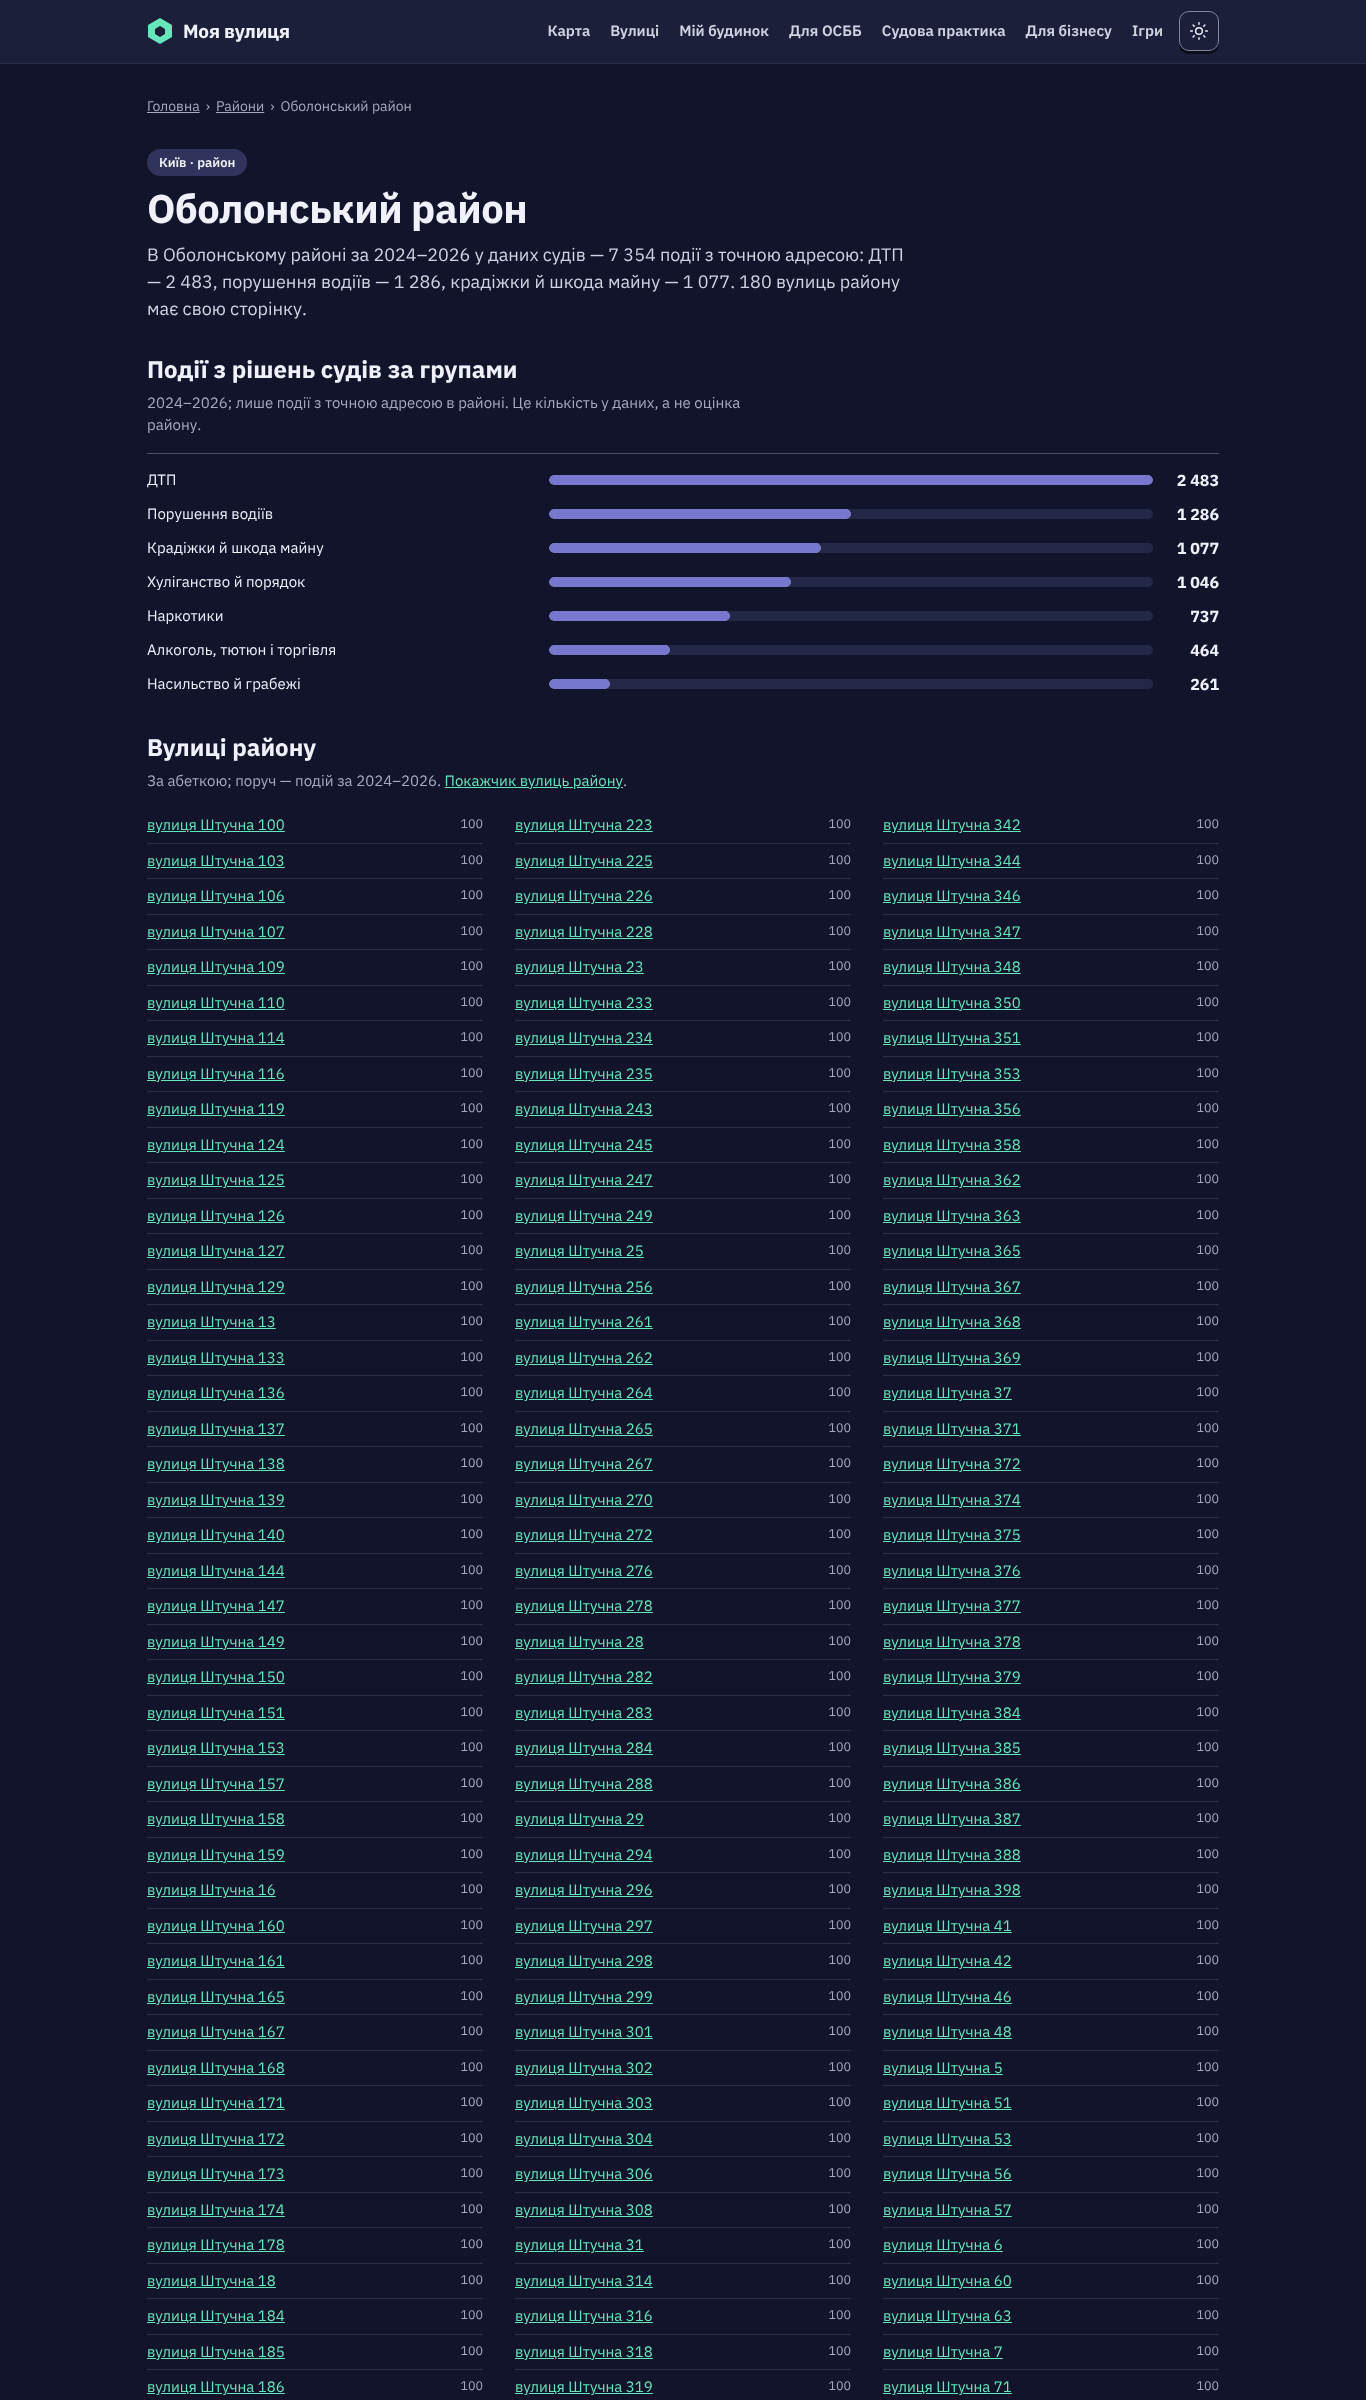 Моя вулиця
Карта Вулиці Мій будинок Для ОСББ Судова практика Для бізнесу Ігри
Головна › Райони › Оболонський район
Київ · район
Оболонський район
В Оболонському районі за 2024–2026 у даних судів — 7 354 події з точною адресою: ДТП
— 2 483, порушення водіїв — 1 286, крадіжки й шкода майну — 1 077. 180 вулиць району
має свою сторінку.
Події з рішень судів за групами
2024–2026; лише події з точною адресою в районі. Це кількість у даних, а не оцінка
району.
ДТП 2 483
Порушення водіїв 1 286
Крадіжки й шкода майну 1 077
Хуліганство й порядок 1 046
Наркотики 737
Алкоголь, тютюн і торгівля 464
Насильство й грабежі 261
Вулиці району
За абеткою; поруч — подій за 2024–2026. Покажчик вулиць району.
вулиця Штучна 100 100
вулиця Штучна 103 100
вулиця Штучна 106 100
вулиця Штучна 107 100
вулиця Штучна 109 100
вулиця Штучна 110 100
вулиця Штучна 114 100
вулиця Штучна 116 100
вулиця Штучна 119 100
вулиця Штучна 124 100
вулиця Штучна 125 100
вулиця Штучна 126 100
вулиця Штучна 127 100
вулиця Штучна 129 100
вулиця Штучна 13 100
вулиця Штучна 133 100
вулиця Штучна 136 100
вулиця Штучна 137 100
вулиця Штучна 138 100
вулиця Штучна 139 100
вулиця Штучна 140 100
вулиця Штучна 144 100
вулиця Штучна 147 100
вулиця Штучна 149 100
вулиця Штучна 150 100
вулиця Штучна 151 100
вулиця Штучна 153 100
вулиця Штучна 157 100
вулиця Штучна 158 100
вулиця Штучна 159 100
вулиця Штучна 16 100
вулиця Штучна 160 100
вулиця Штучна 161 100
вулиця Штучна 165 100
вулиця Штучна 167 100
вулиця Штучна 168 100
вулиця Штучна 171 100
вулиця Штучна 172 100
вулиця Штучна 173 100
вулиця Штучна 174 100
вулиця Штучна 178 100
вулиця Штучна 18 100
вулиця Штучна 184 100
вулиця Штучна 185 100
вулиця Штучна 186 100
вулиця Штучна 223 100
вулиця Штучна 225 100
вулиця Штучна 226 100
вулиця Штучна 228 100
вулиця Штучна 23 100
вулиця Штучна 233 100
вулиця Штучна 234 100
вулиця Штучна 235 100
вулиця Штучна 243 100
вулиця Штучна 245 100
вулиця Штучна 247 100
вулиця Штучна 249 100
вулиця Штучна 25 100
вулиця Штучна 256 100
вулиця Штучна 261 100
вулиця Штучна 262 100
вулиця Штучна 264 100
вулиця Штучна 265 100
вулиця Штучна 267 100
вулиця Штучна 270 100
вулиця Штучна 272 100
вулиця Штучна 276 100
вулиця Штучна 278 100
вулиця Штучна 28 100
вулиця Штучна 282 100
вулиця Штучна 283 100
вулиця Штучна 284 100
вулиця Штучна 288 100
вулиця Штучна 29 100
вулиця Штучна 294 100
вулиця Штучна 296 100
вулиця Штучна 297 100
вулиця Штучна 298 100
вулиця Штучна 299 100
вулиця Штучна 301 100
вулиця Штучна 302 100
вулиця Штучна 303 100
вулиця Штучна 304 100
вулиця Штучна 306 100
вулиця Штучна 308 100
вулиця Штучна 31 100
вулиця Штучна 314 100
вулиця Штучна 316 100
вулиця Штучна 318 100
вулиця Штучна 319 100
вулиця Штучна 342 100
вулиця Штучна 344 100
вулиця Штучна 346 100
вулиця Штучна 347 100
вулиця Штучна 348 100
вулиця Штучна 350 100
вулиця Штучна 351 100
вулиця Штучна 353 100
вулиця Штучна 356 100
вулиця Штучна 358 100
вулиця Штучна 362 100
вулиця Штучна 363 100
вулиця Штучна 365 100
вулиця Штучна 367 100
вулиця Штучна 368 100
вулиця Штучна 369 100
вулиця Штучна 37 100
вулиця Штучна 371 100
вулиця Штучна 372 100
вулиця Штучна 374 100
вулиця Штучна 375 100
вулиця Штучна 376 100
вулиця Штучна 377 100
вулиця Штучна 378 100
вулиця Штучна 379 100
вулиця Штучна 384 100
вулиця Штучна 385 100
вулиця Штучна 386 100
вулиця Штучна 387 100
вулиця Штучна 388 100
вулиця Штучна 398 100
вулиця Штучна 41 100
вулиця Штучна 42 100
вулиця Штучна 46 100
вулиця Штучна 48 100
вулиця Штучна 5 100
вулиця Штучна 51 100
вулиця Штучна 53 100
вулиця Штучна 56 100
вулиця Штучна 57 100
вулиця Штучна 6 100
вулиця Штучна 60 100
вулиця Штучна 63 100
вулиця Штучна 7 100
вулиця Штучна 71 100